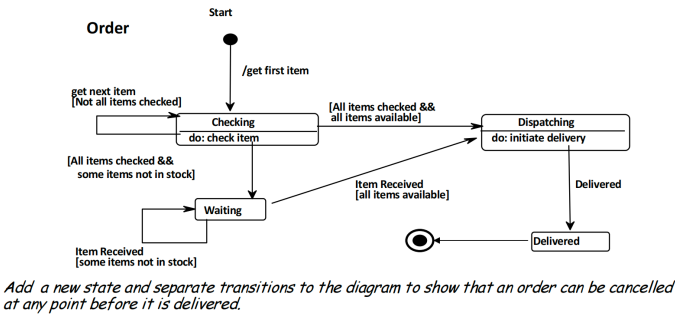 Start
Order
/get first item
get next item
[Not all items checked]
[All items checked &&
all items available]
Checking
do: check item
Dispatching
do: initiate delivery
[All items checked &&
some items not in stock]
Item Received
[all items available]
Delivered
Waiting
Delivered
Item Received
[some items not in stock]
Add a new state and separate transitions to the diagram to show that an order can be cancelled
at any point before it is delivered.